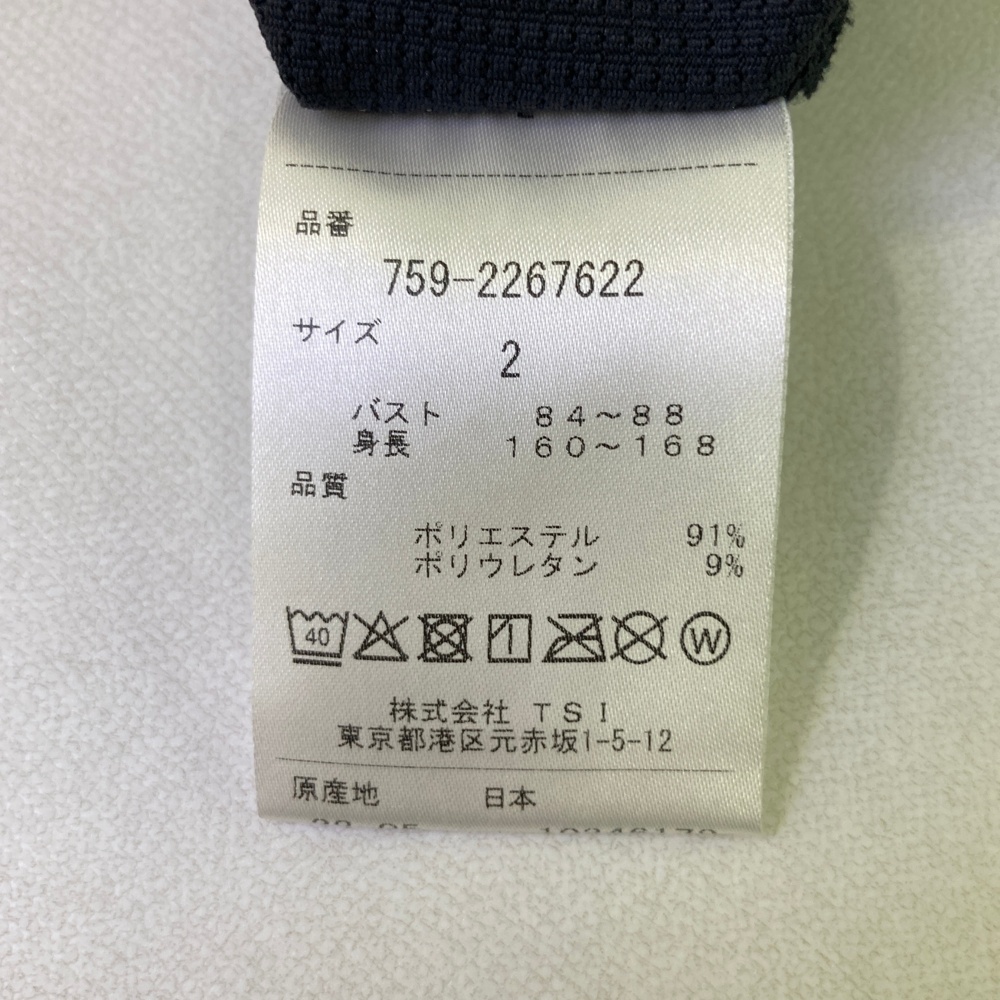 品番
759-2267622
サイズ
2
バスト 84～88
身長 160～168
品質
ポリエステル 91%
ポリウレタン 9%
40 W
株式会社 TSI
東京都港区元赤坂1-5-12
原産地 日本